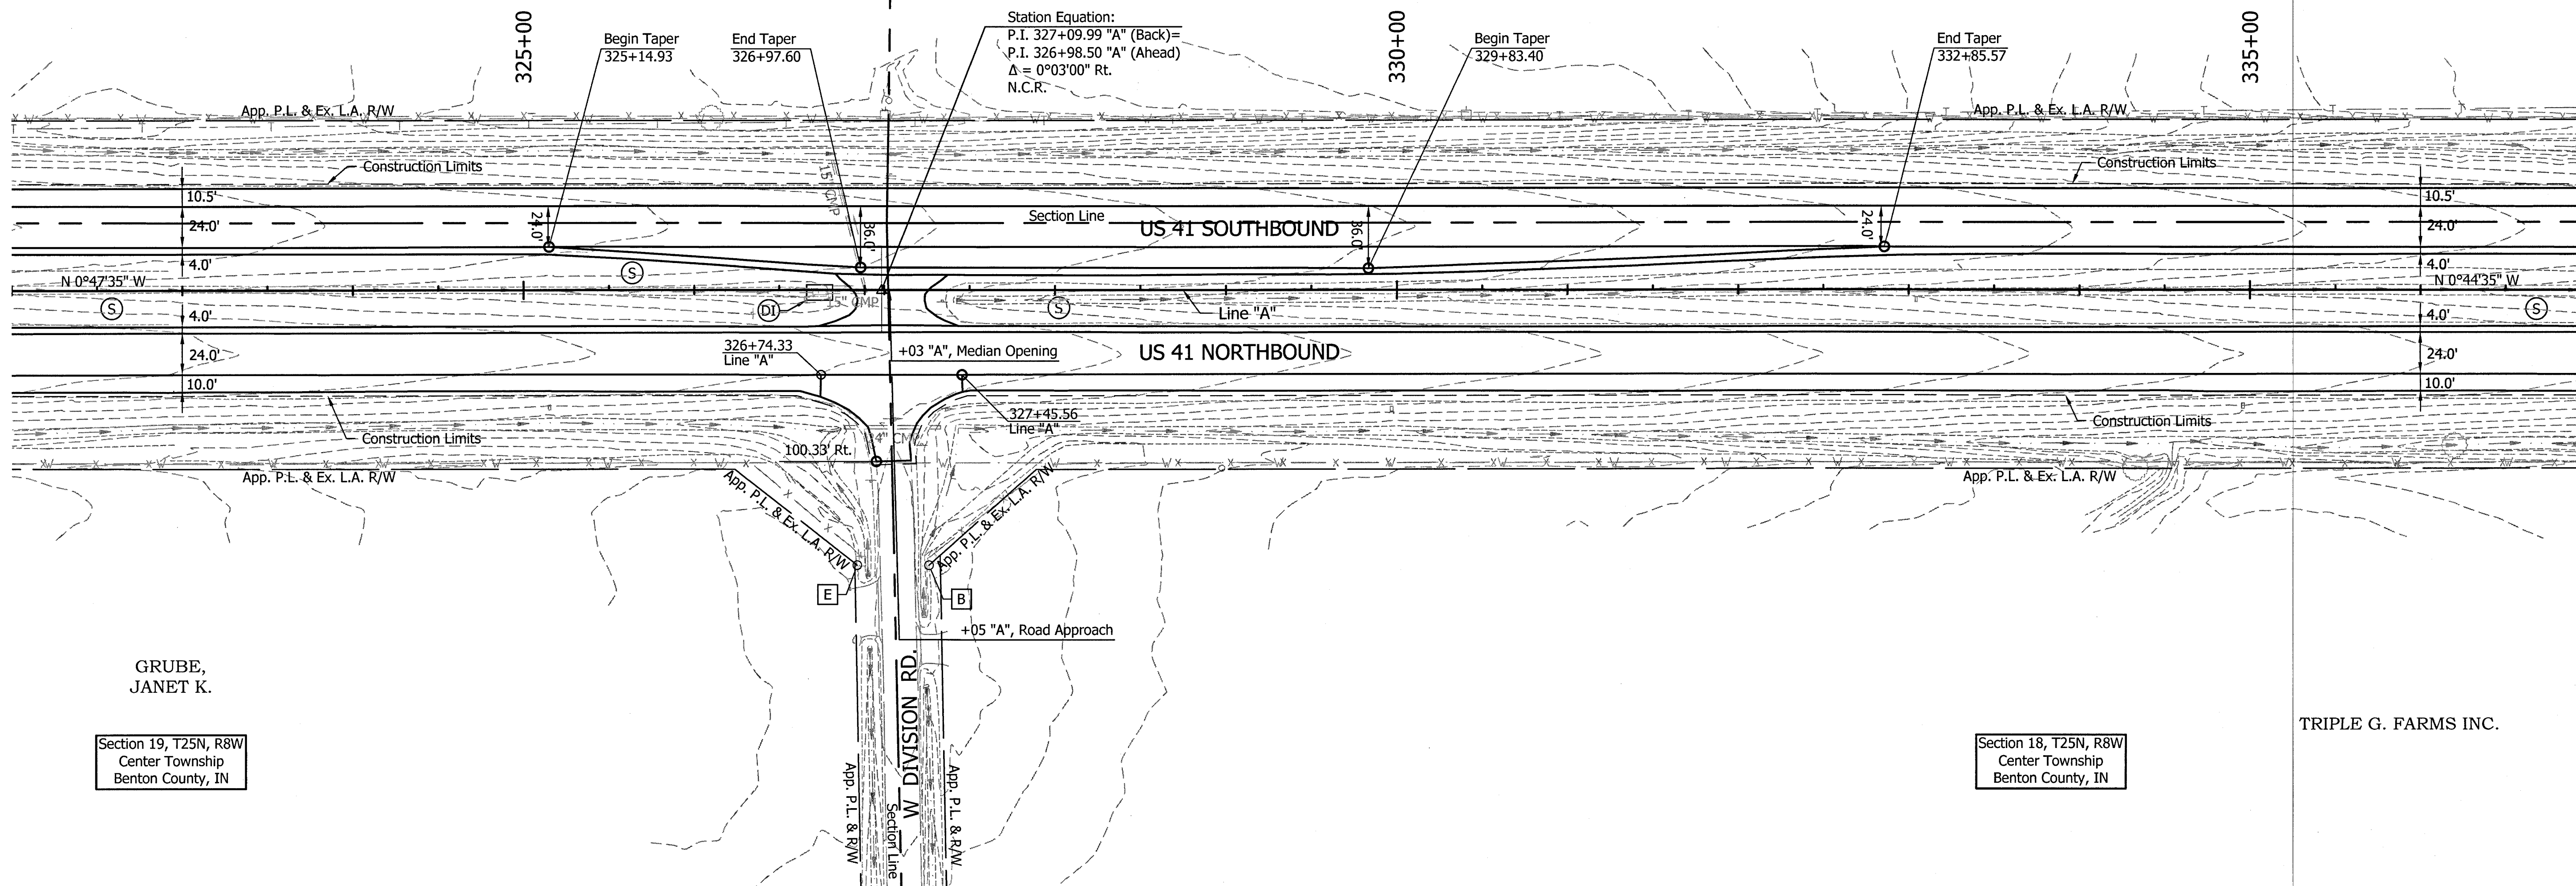 325+00
Begin Taper
325+14.93
End Taper
326+97.60
Station Equation:
P.I. 327+09.99 "A" (Back)=
P.I. 326+98.50 "A" (Ahead)
Δ = 0°03'00" Rt.
N.C.R.
330+00
Begin Taper
329+83.40
End Taper
332+85.57
335+00
App. P.L. & Ex. L.A. R/W
App. P.L. & Ex. L.A. R/W
Construction Limits
Construction Limits
15" CMP
10.5'
10.5'
24.0'
24.0'
36.0'
Section Line
US 41 SOUTHBOUND
36.0'
24.0'
24.0'
4.0'
4.0'
S
N 0°47'35" W
N 0°44'35" W
S
DI
15" CMP
S
Line "A"
S
4.0'
4.0'
326+74.33
Line "A"
+03 "A", Median Opening
US 41 NORTHBOUND
24.0'
24.0'
10.0'
10.0'
327+45.56
Line "A"
Construction Limits
Construction Limits
24" CMP
100.33' Rt.
App. P.L. & Ex. L.A. R/W
App. P.L. & Ex. L.A. R/W
App. P.L. & Ex. L.A. R/W
App. P.L. & Ex. L.A. R/W
E
B
+05 "A", Road Approach
GRUBE,
JANET K.
W DIVISION RD.
Section Line
App. P.L. & R/W
App. P.L. & R/W
TRIPLE G. FARMS INC.
Section 19, T25N, R8W
Center Township
Benton County, IN
Section 18, T25N, R8W
Center Township
Benton County, IN